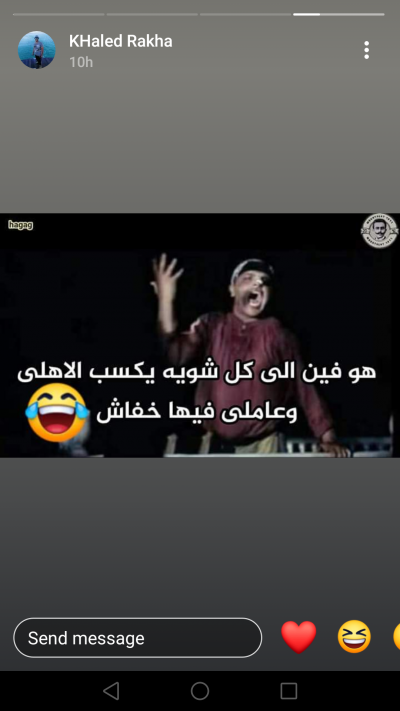 KHaled Rakha
10h
hagag
هو فين الى كل شويه يكسب الاهلى
وعاملى فيها خفاش
Send message